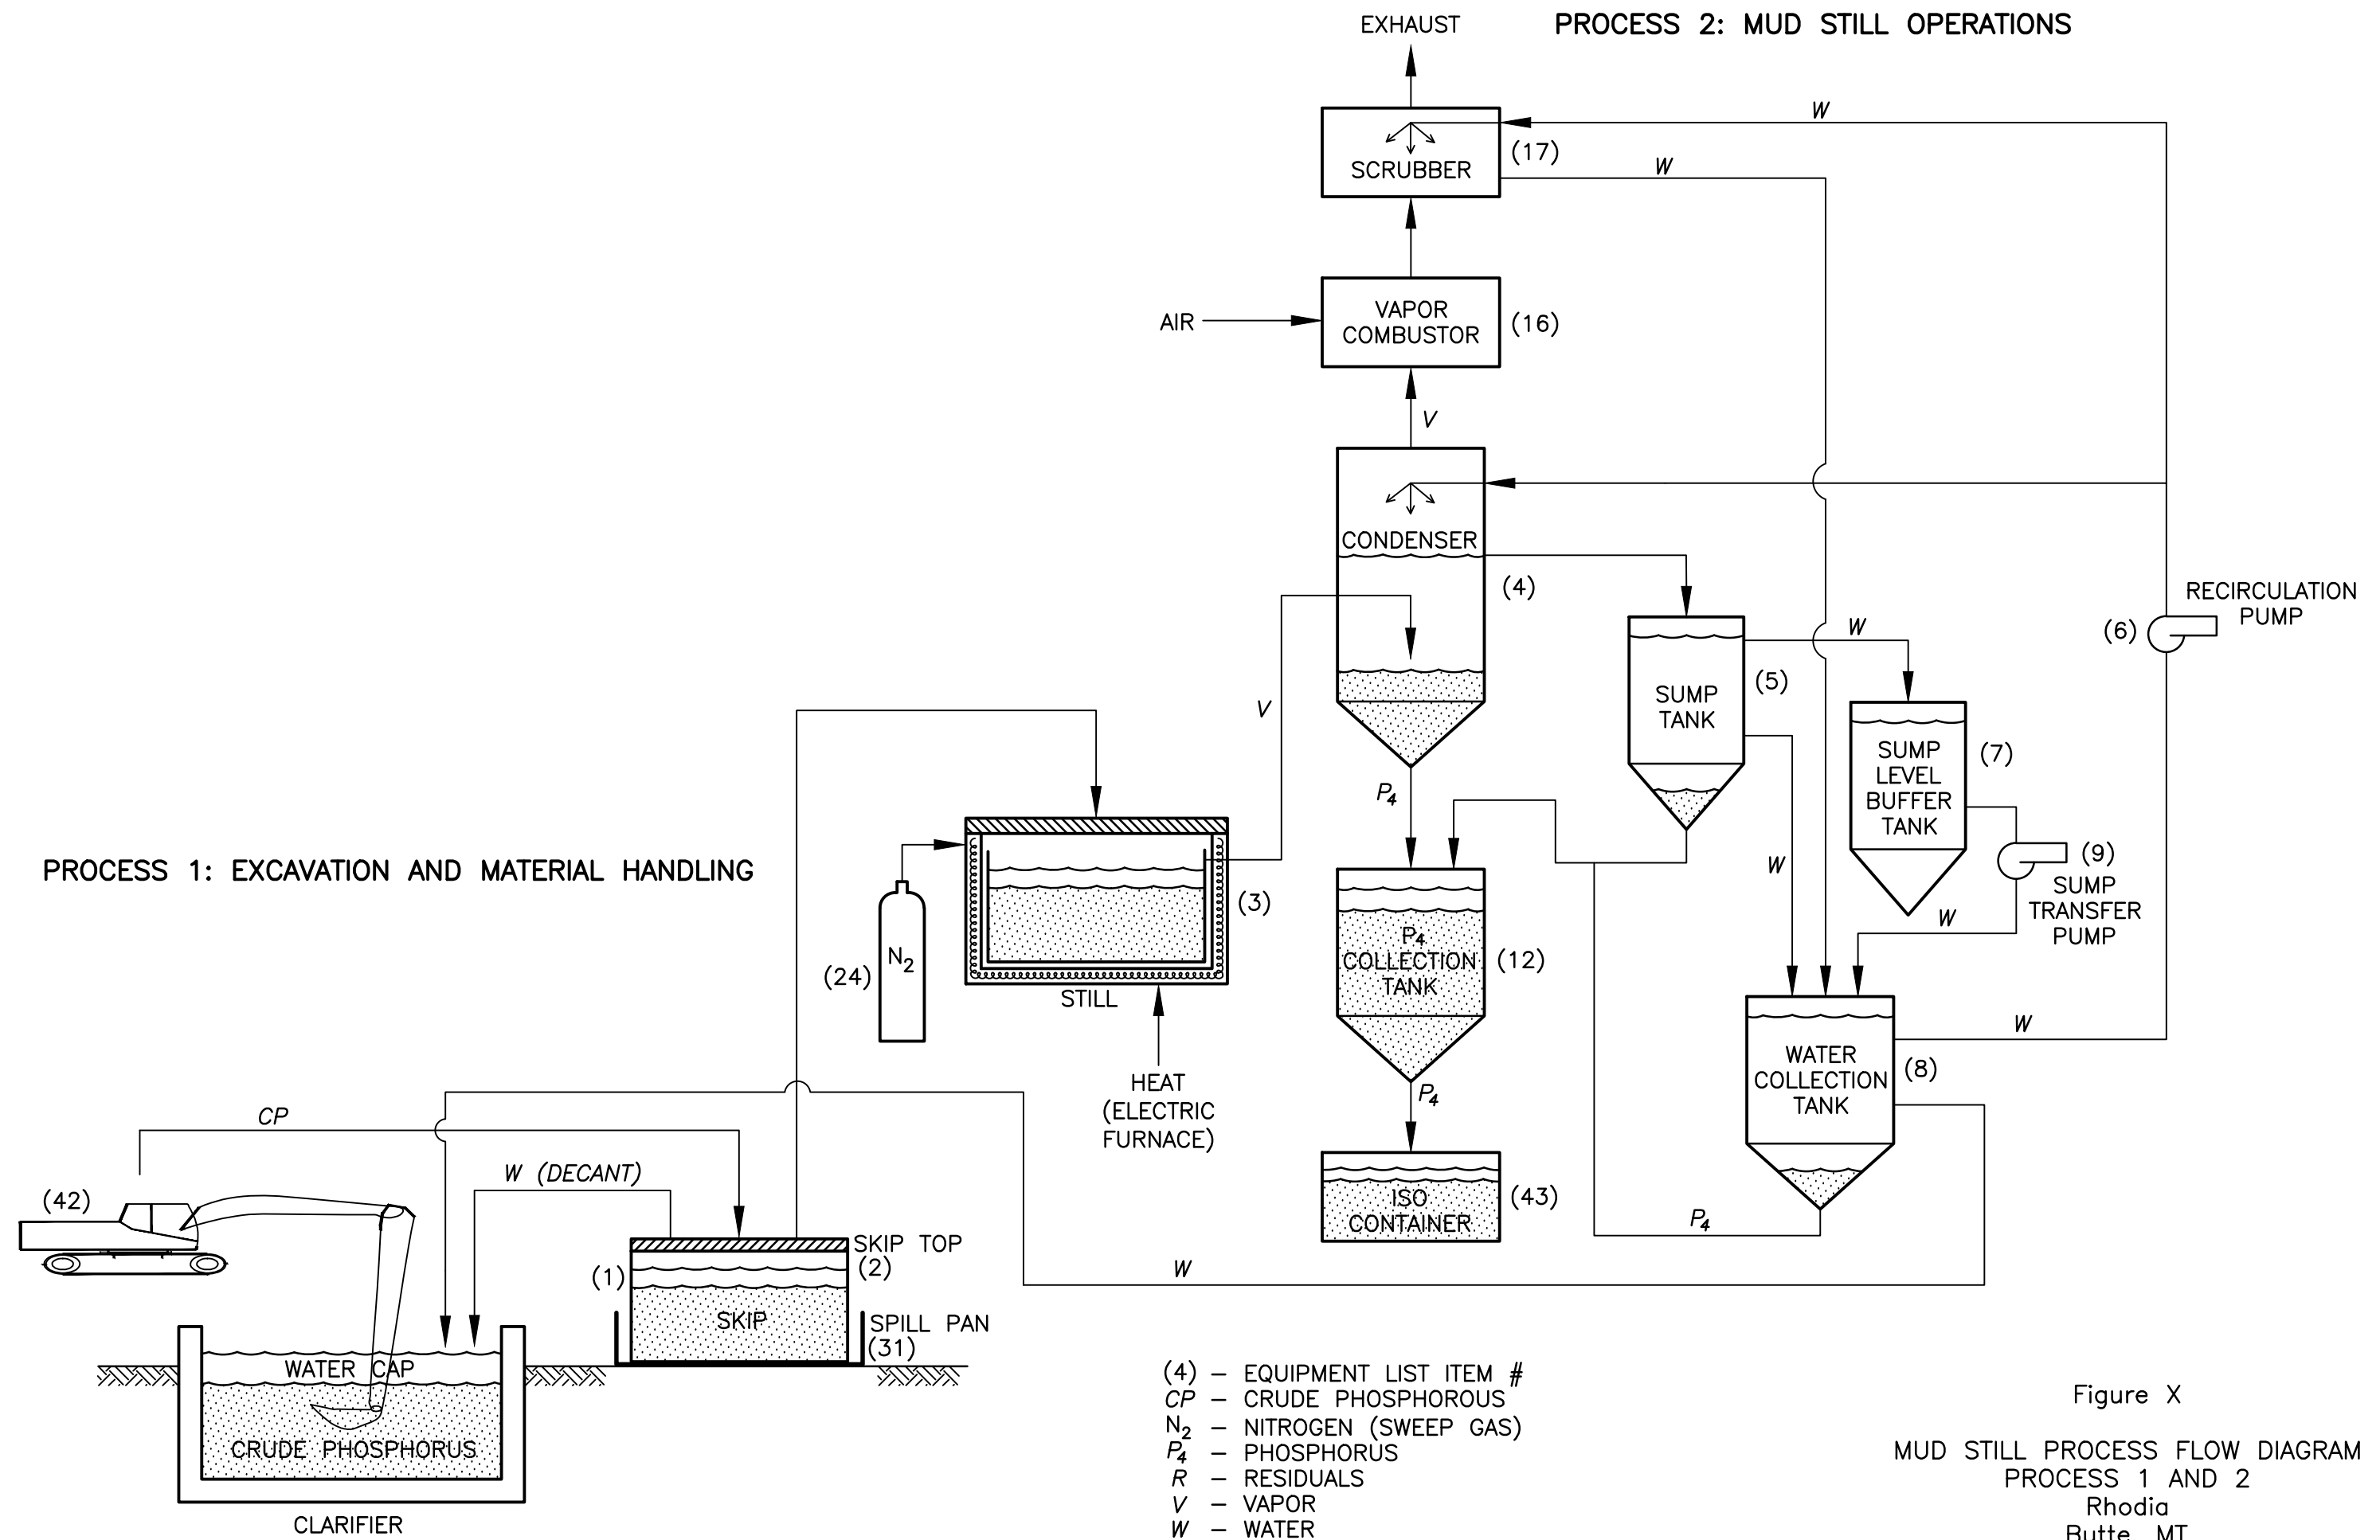 EXHAUST
PROCESS 2: MUD STILL OPERATIONS
W
SCRUBBER
(17)
W
AIR
VAPOR
COMBUSTOR
(16)
V
CONDENSER
(4)
RECIRCULATION
PUMP
(6)
W
SUMP
TANK
(5)
V
SUMP
LEVEL
BUFFER
TANK
(7)
P4
W
(9)
SUMP
TRANSFER
PUMP
W
PROCESS 1: EXCAVATION AND MATERIAL HANDLING
(3)
N2
(24)
STILL
P4
COLLECTION
TANK
(12)
W
WATER
COLLECTION
TANK
(8)
HEAT
(ELECTRIC
FURNACE)
P4
CP
W (DECANT)
(42)
ISO
CONTAINER
(43)
P4
SKIP TOP
(2)
(1)
W
SKIP
SPILL PAN
(31)
WATER CAP
CRUDE PHOSPHORUS
CLARIFIER
(4) – EQUIPMENT LIST ITEM #
CP – CRUDE PHOSPHOROUS
N2 – NITROGEN (SWEEP GAS)
P4 – PHOSPHORUS
R – RESIDUALS
V – VAPOR
W – WATER
Figure X
MUD STILL PROCESS FLOW DIAGRAM
PROCESS 1 AND 2
Rhodia
Butte, MT